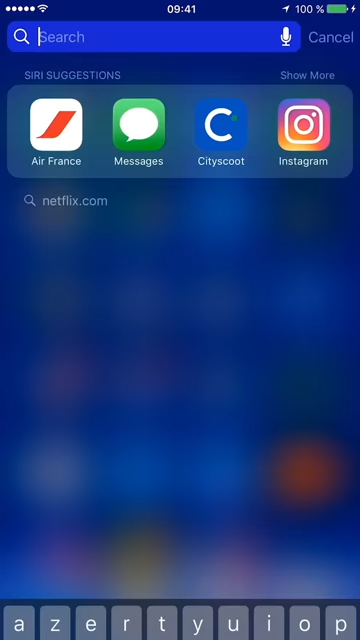 09:41
100 %
Search
Cancel
SIRI SUGGESTIONS
Show More
Air France
Messages
Cityscoot
Instagram
netflix.com
a z e r t y u i o p